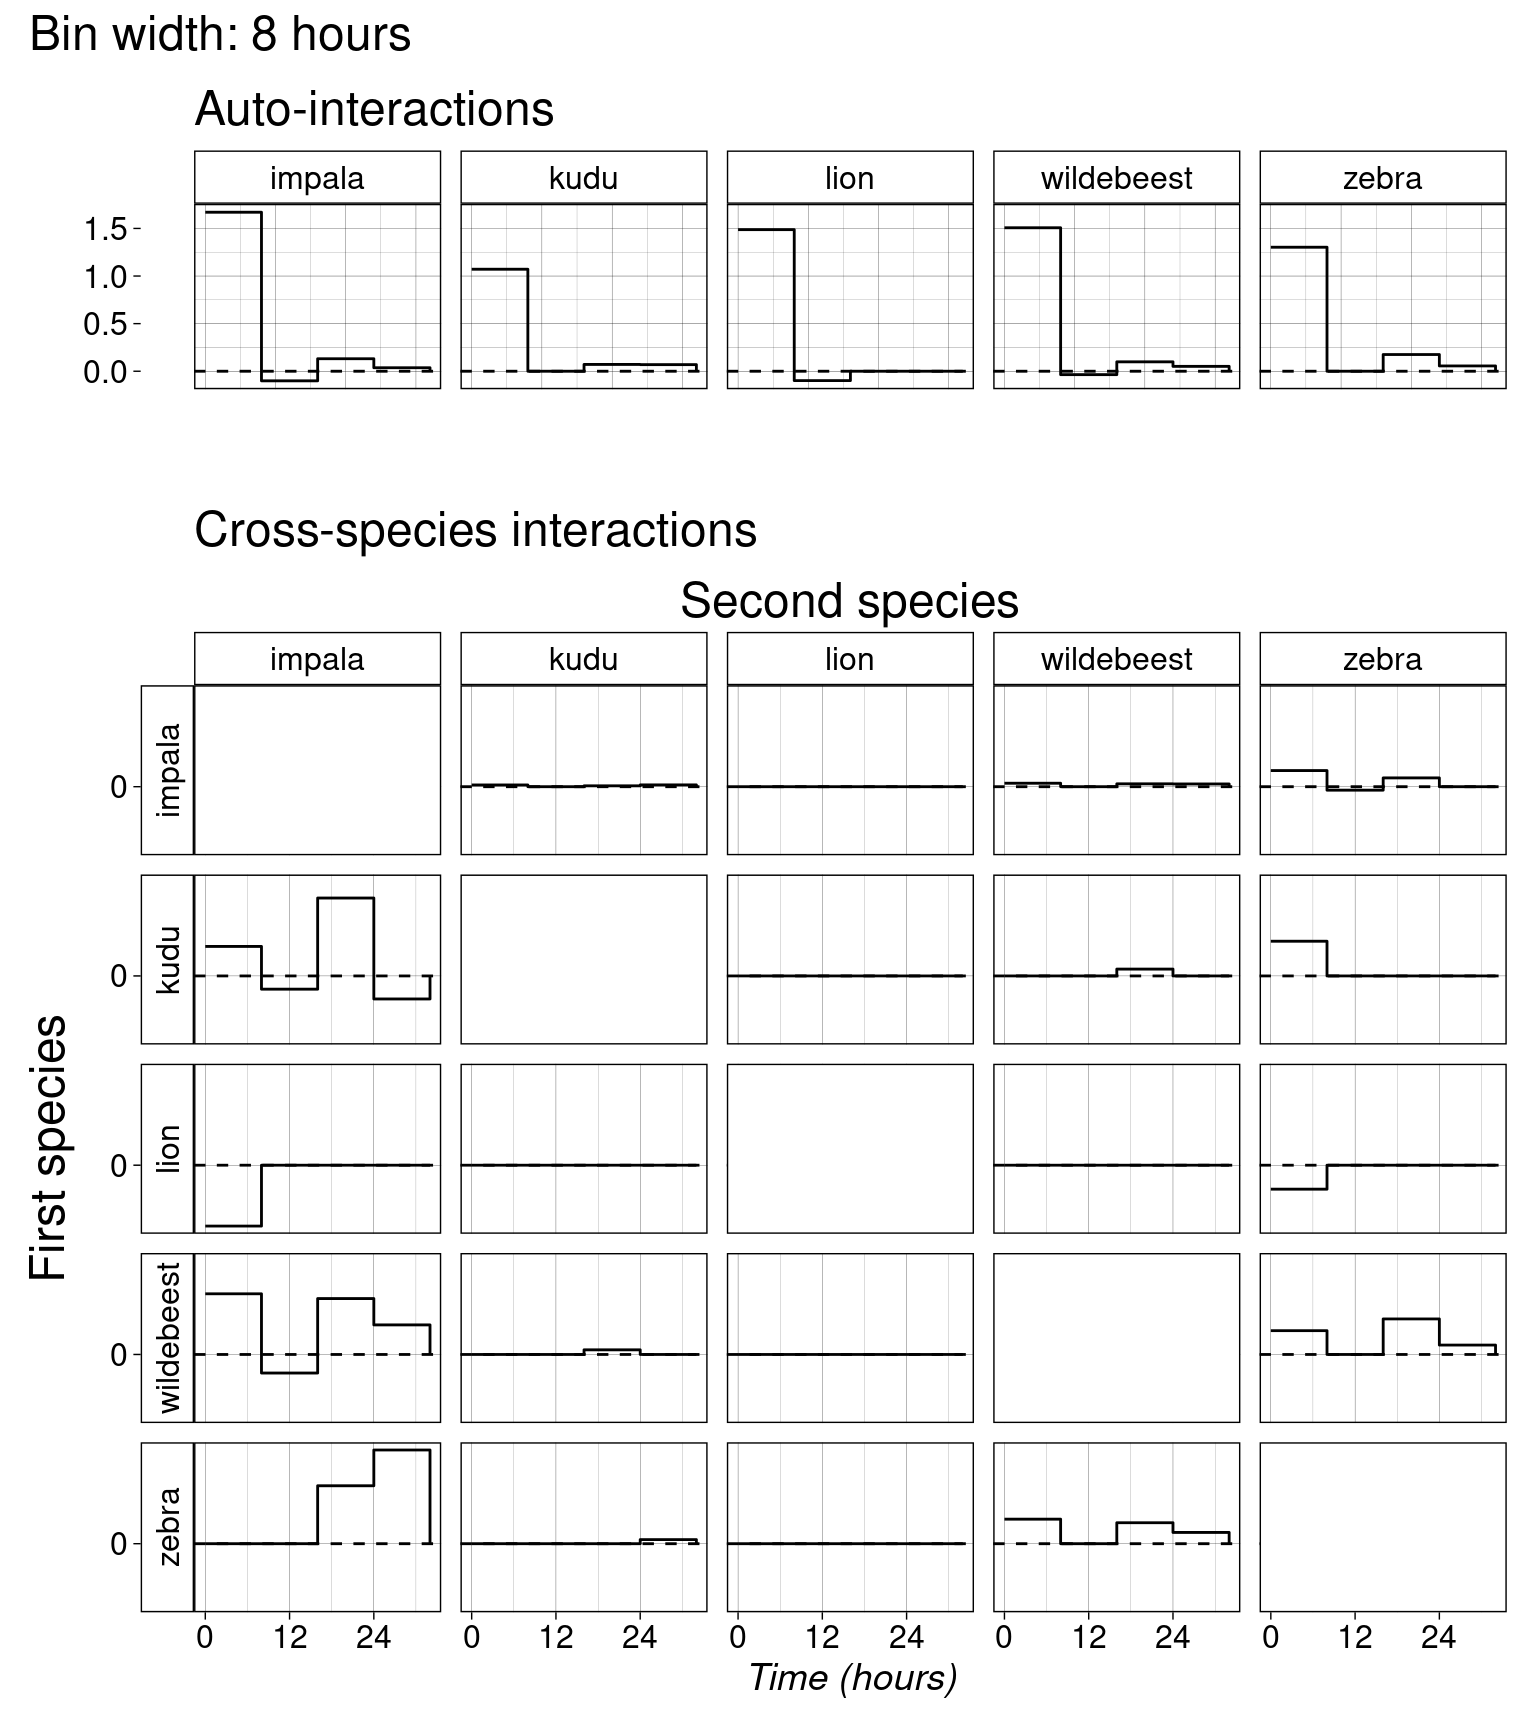 Bin width: 8 hours
Auto-interactions
impala kudu lion wildebeest zebra
1.5
1.0
0.5
0.0
Cross-species interactions
Second species
impala kudu lion wildebeest zebra
First species
impala
0
kudu
0
lion
0
wildebeest
0
zebra
0
0 12 24 0 12 24 0 12 24 0 12 24 0 12 24
Time (hours)